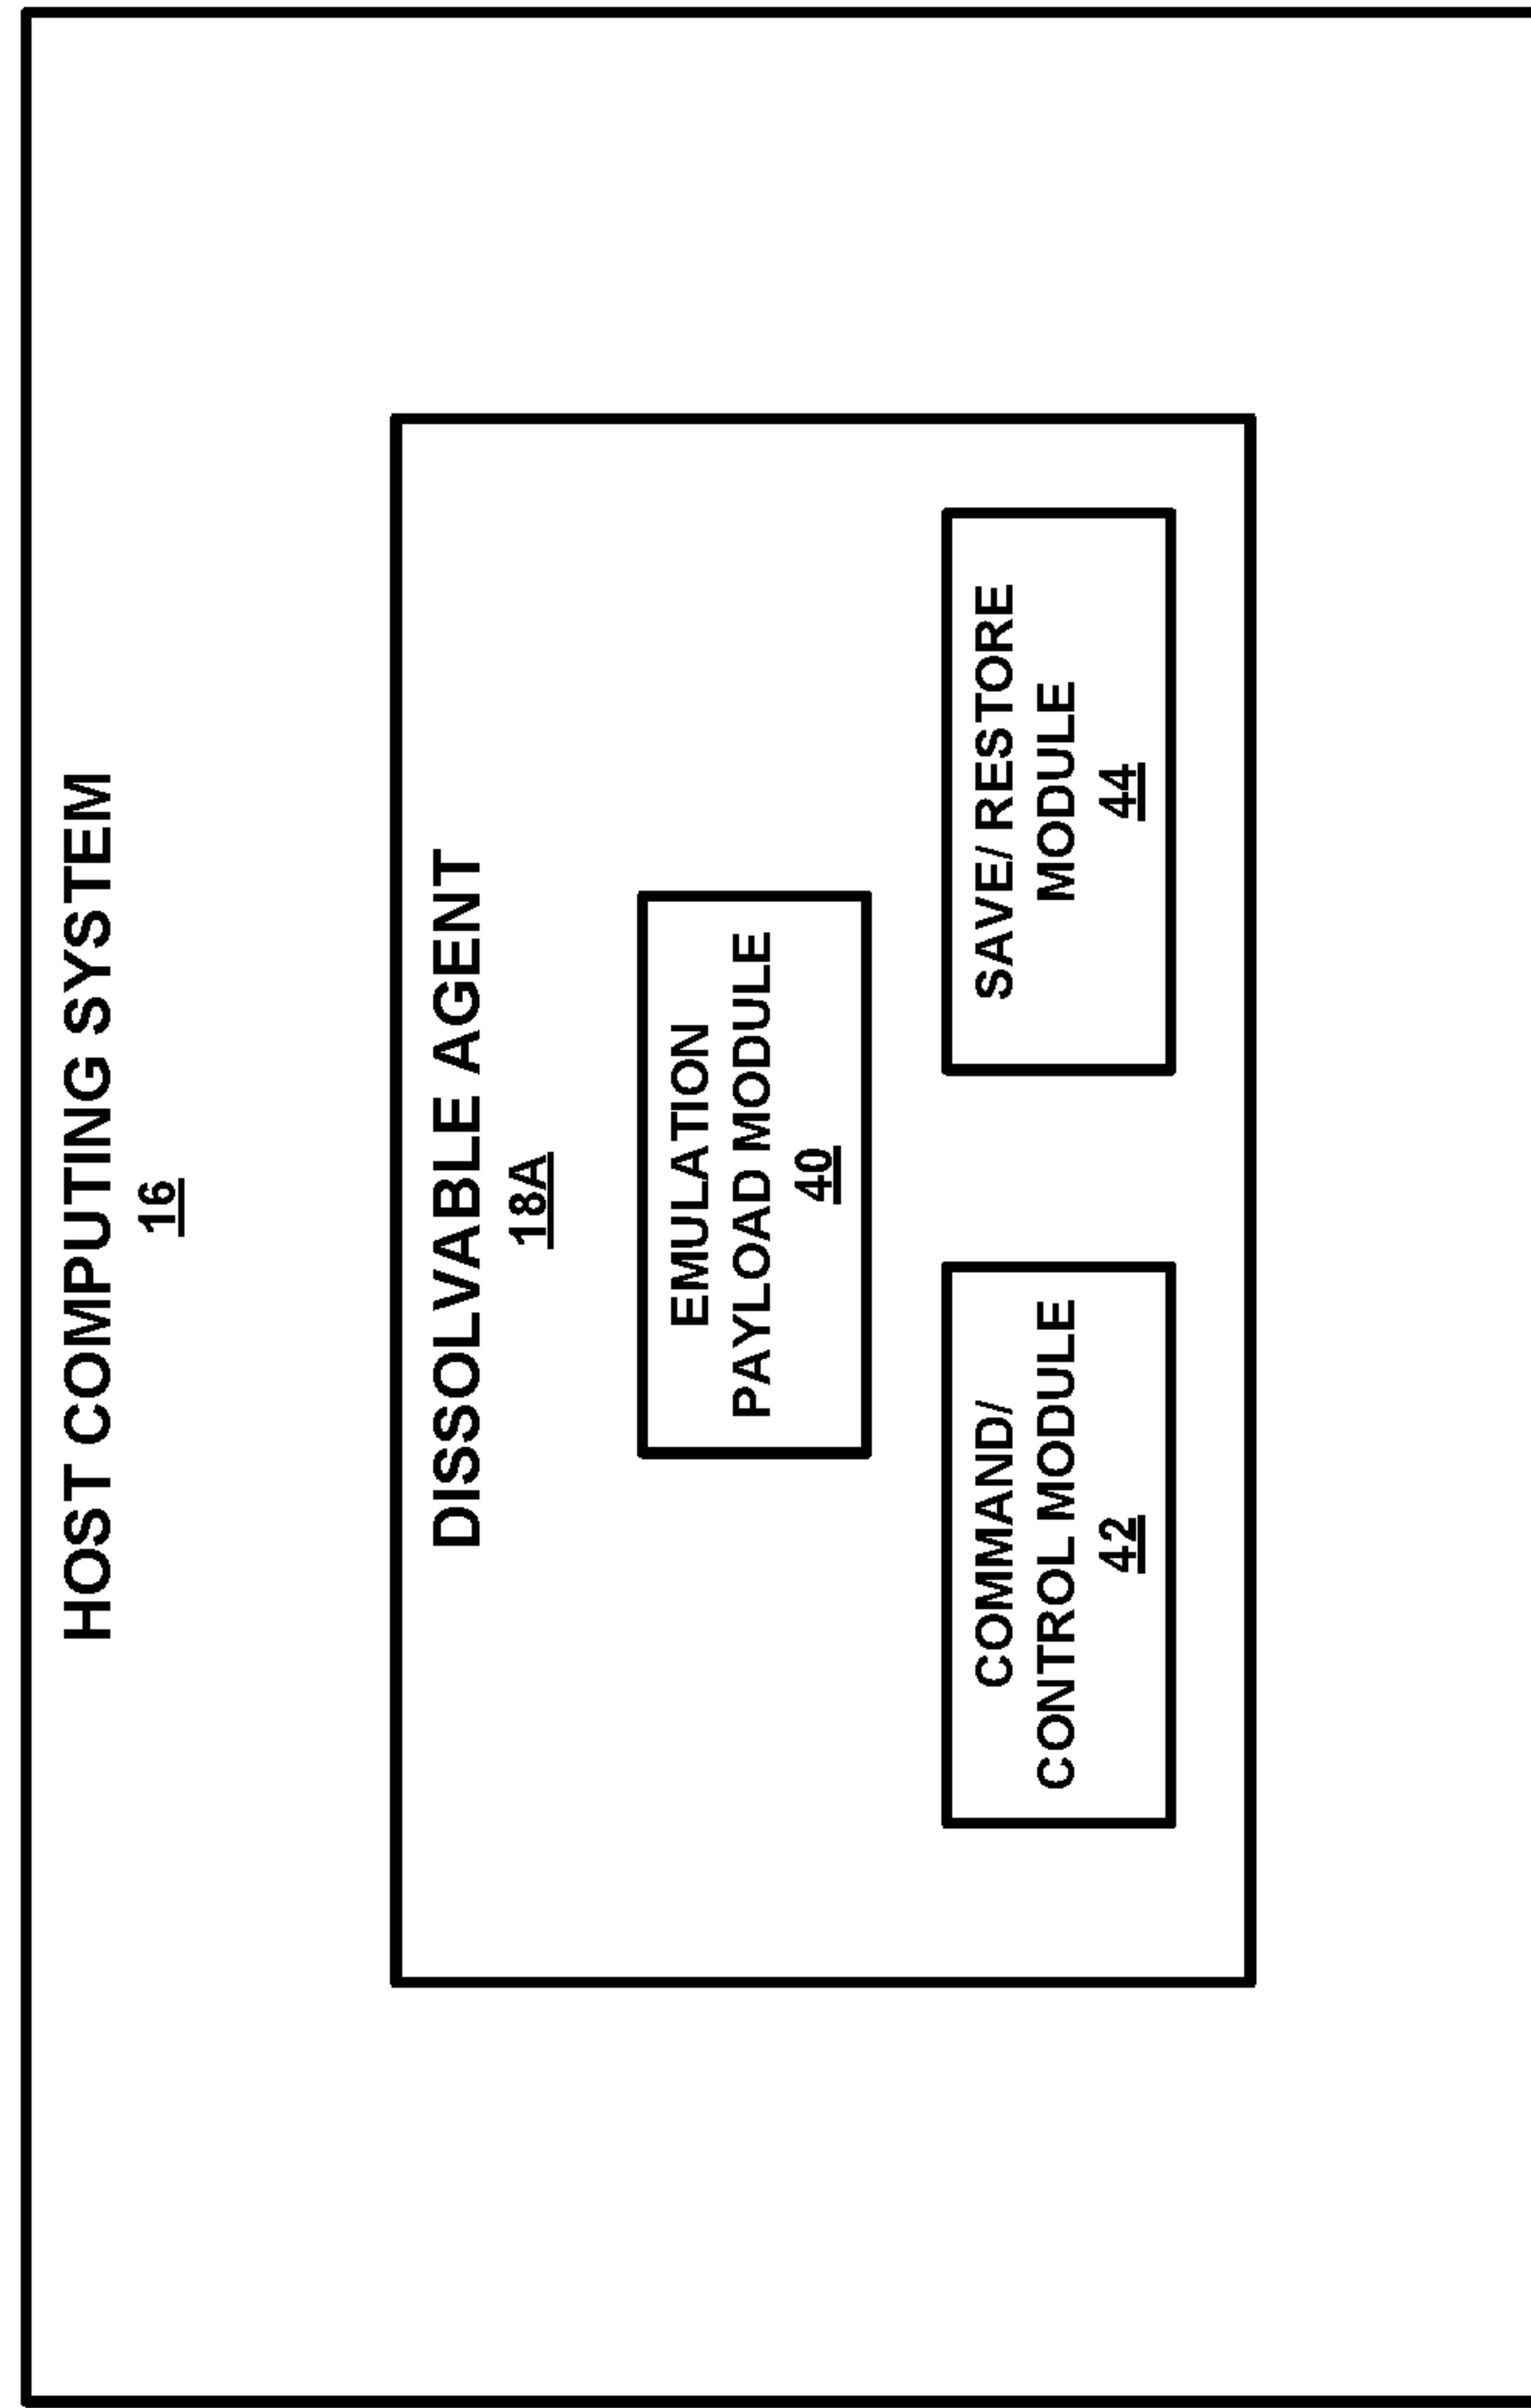 HOST COMPUTING SYSTEM
16
DISSOLVABLE AGENT
18A
EMULATION
PAYLOAD MODULE
40
COMMAND/
CONTROL MODULE
42
SAVE/RESTORE
MODULE
44